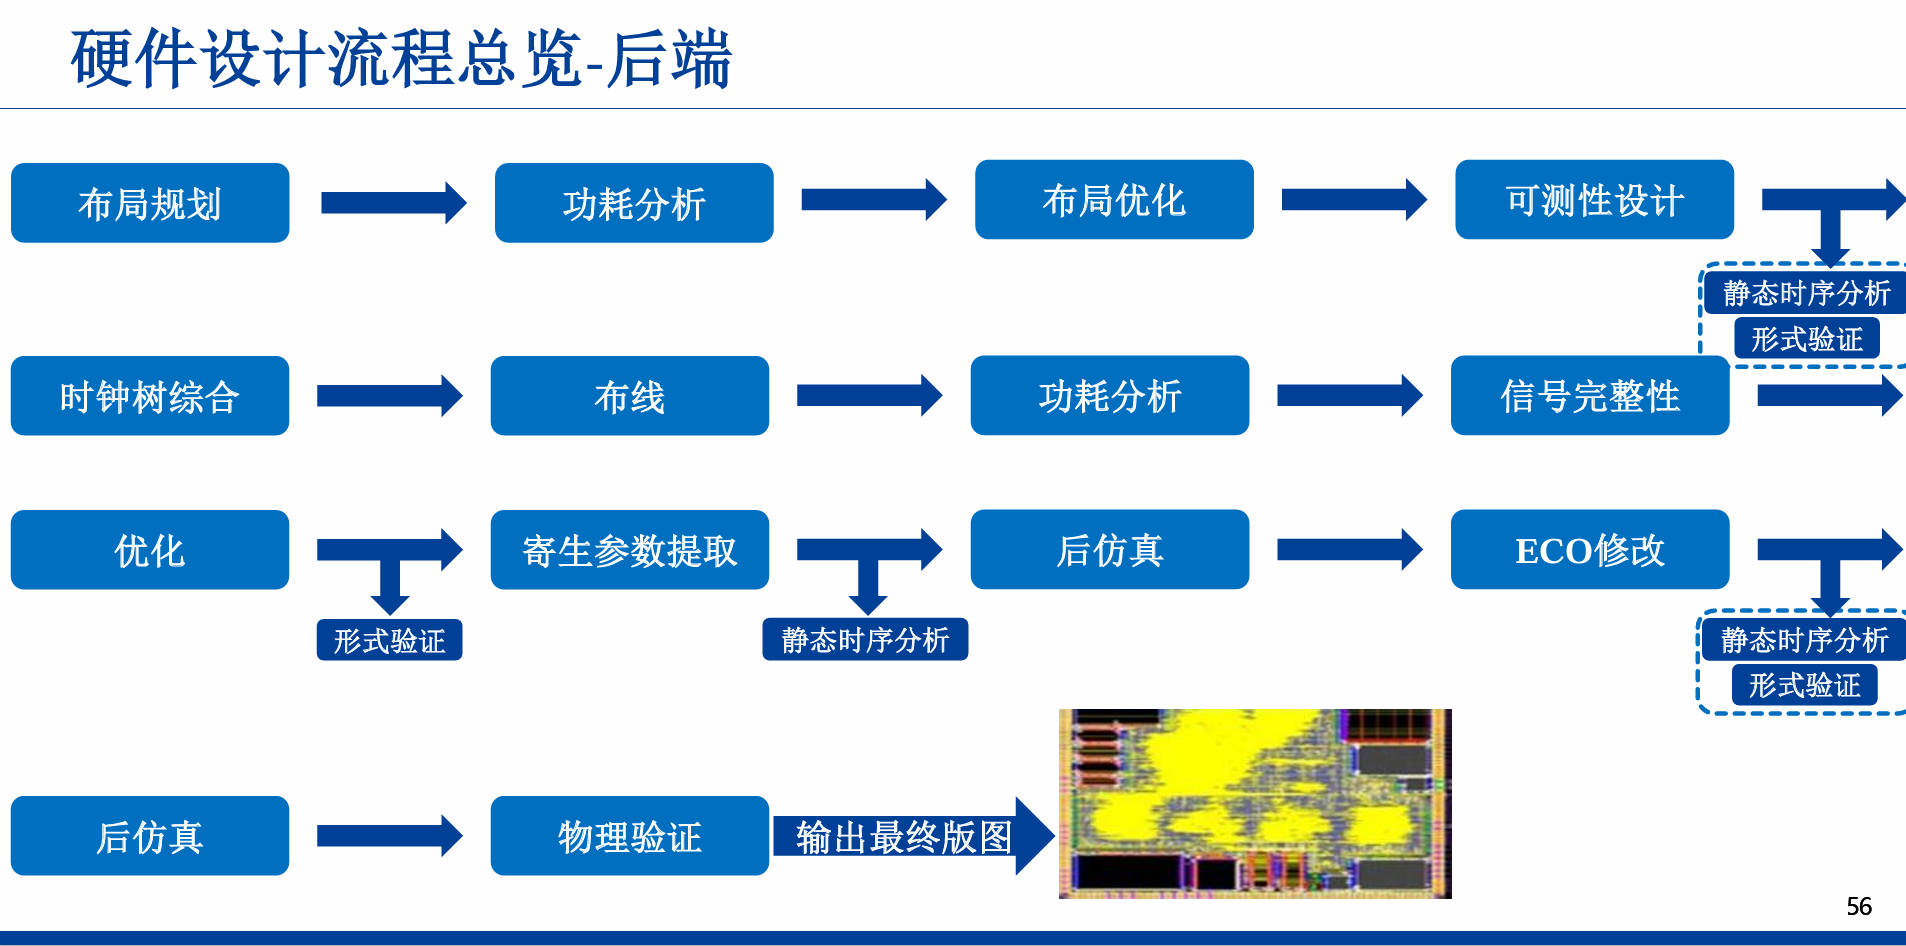 硬件设计流程总览-后端
布局规划
功耗分析
布局优化
可测性设计
静态时序分析
形式验证
时钟树综合
布线
功耗分析
信号完整性
优化
寄生参数提取
后仿真
ECO修改
形式验证
静态时序分析
静态时序分析
形式验证
后仿真
物理验证
输出最终版图
56